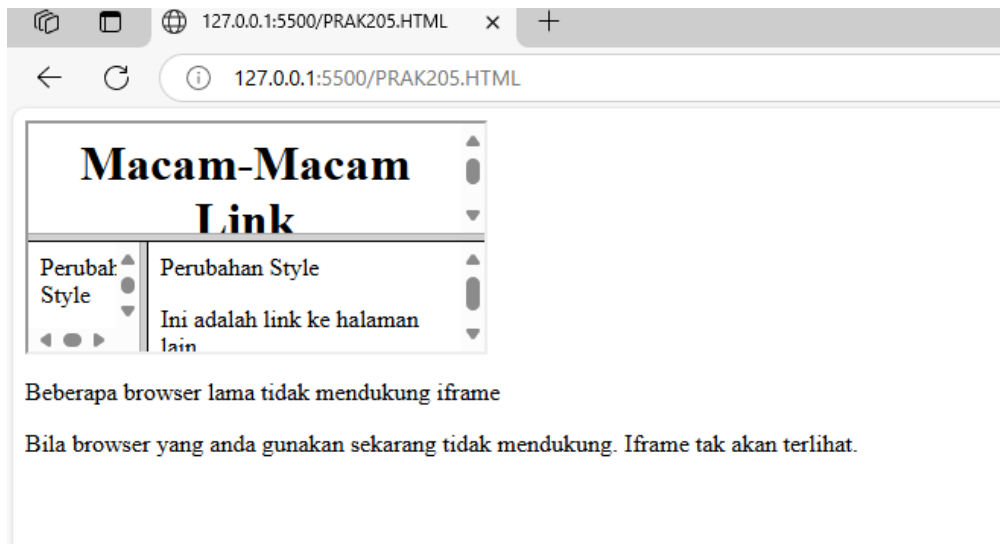 127.0.0.1:5500/PRAK205.HTML
127.0.0.1:5500/PRAK205.HTML
Macam-Macam
Link
Perubah
Style
Perubahan Style
Ini adalah link ke halaman
lain
Beberapa browser lama tidak mendukung iframe
Bila browser yang anda gunakan sekarang tidak mendukung. Iframe tak akan terlihat.